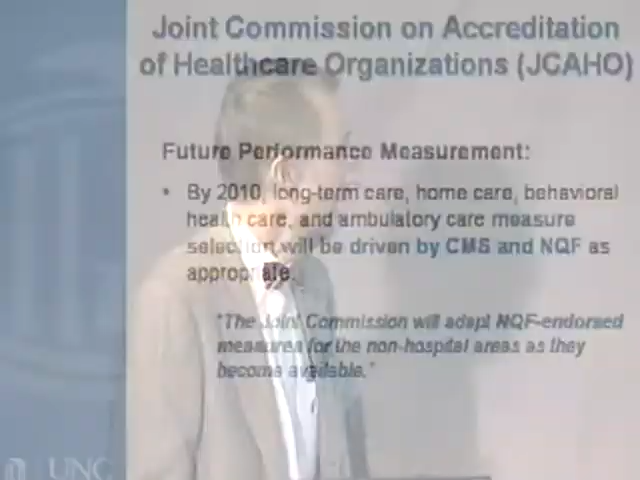 Joint Commission on Accreditation
of Healthcare Organizations (JCAHO)
Future Performance Measurement:
• By 2010, long-term care, home care, behavioral
health care, and ambulatory care measure
selection will be driven by CMS and NQF as
appropriate.
"The Joint Commission will adapt NQF-endorsed
measures for the non-hospital areas as they
become available."
UNC